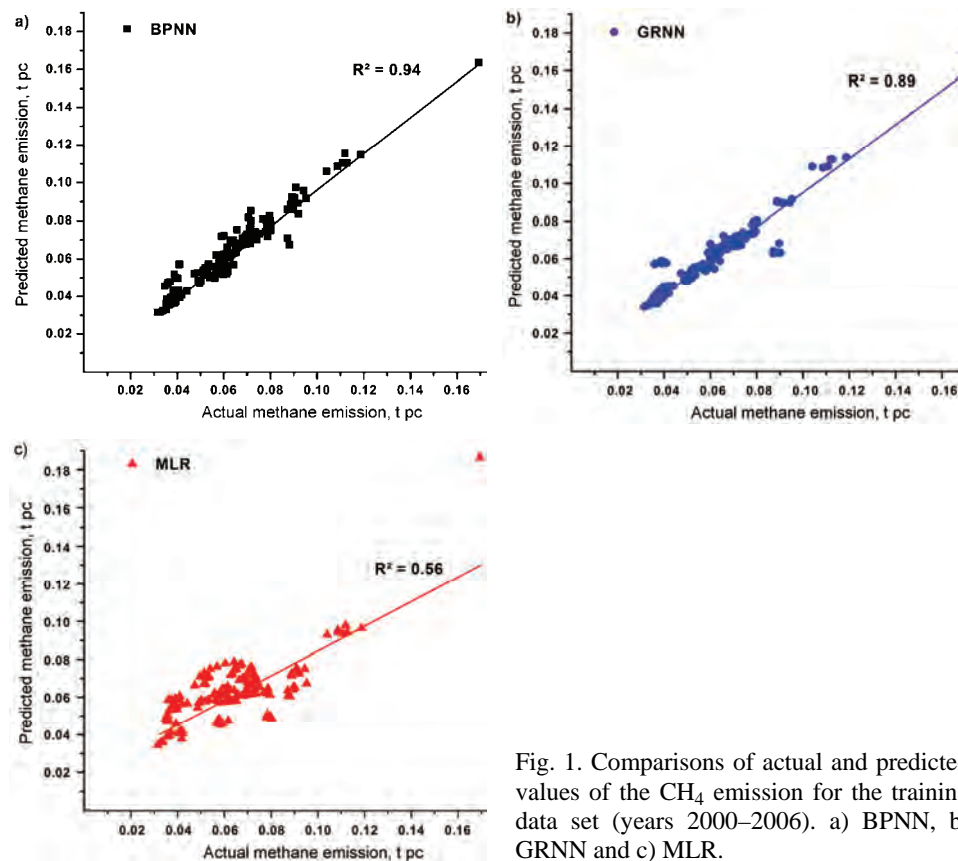 a)
BPNN
R² = 0.94
Predicted methane emission, t pc
0.18
0.16
0.14
0.12
0.10
0.08
0.06
0.04
0.02
0.02 0.04 0.06 0.08 0.10 0.12 0.14 0.16
Actual methane emission, t pc
b)
GRNN
R² = 0.89
Predicted methane emission, t pc
0.18
0.16
0.14
0.12
0.10
0.08
0.06
0.04
0.02
0.02 0.04 0.06 0.08 0.10 0.12 0.14 0.16
Actual methane emission, t pc
c)
MLR
R² = 0.56
Predicted methane emission, t pc
0.18
0.16
0.14
0.12
0.10
0.08
0.06
0.04
0.02
0.02 0.04 0.06 0.08 0.10 0.12 0.14 0.16
Actual methane emission, t pc
Fig. 1. Comparisons of actual and predicte
values of the CH₄ emission for the trainin
data set (years 2000–2006). a) BPNN, b
GRNN and c) MLR.